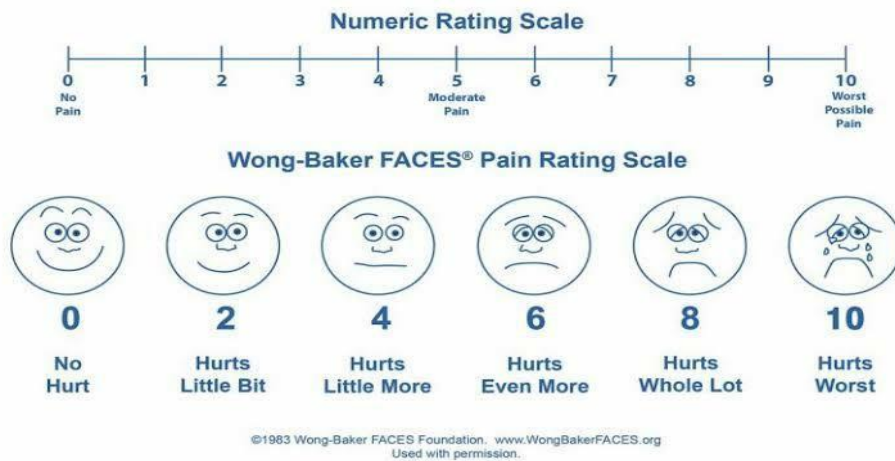 Numeric Rating Scale
0 1 2 3 4 5 6 7 8 9 10
No Pain
Moderate Pain
Worst Possible Pain
Wong-Baker FACES® Pain Rating Scale
0 2 4 6 8 10
No Hurt
Hurts Little Bit
Hurts Little More
Hurts Even More
Hurts Whole Lot
Hurts Worst
©1983 Wong-Baker FACES Foundation. www.WongBakerFACES.org
Used with permission.